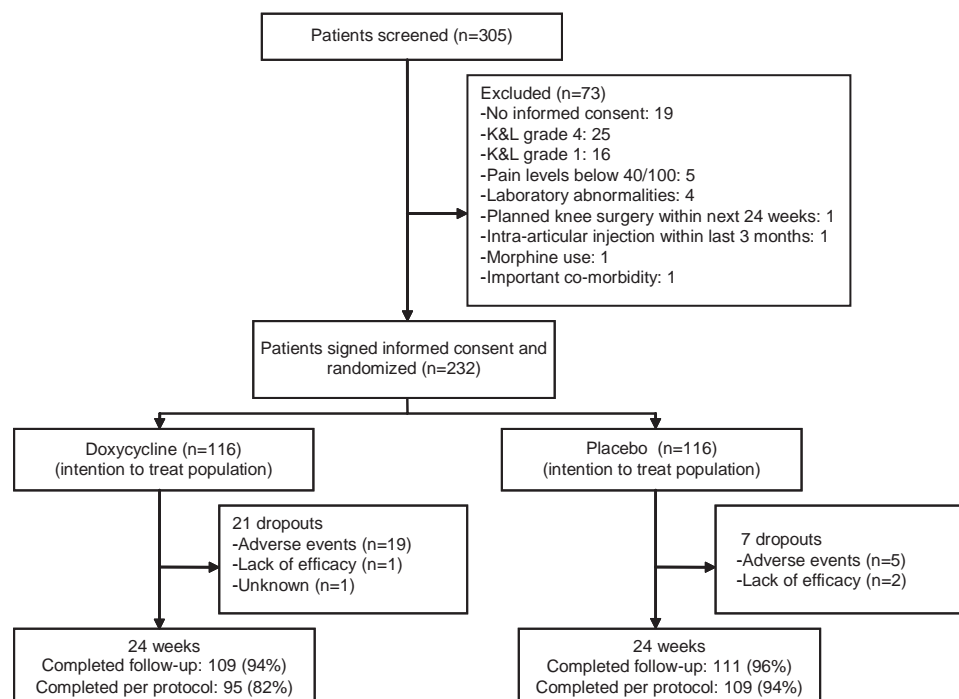 Patients screened (n=305)
Excluded (n=73)
-No informed consent: 19
-K&L grade 4: 25
-K&L grade 1: 16
-Pain levels below 40/100: 5
-Laboratory abnormalities: 4
-Planned knee surgery within next 24 weeks: 1
-Intra-articular injection within last 3 months: 1
-Morphine use: 1
-Important co-morbidity: 1
Patients signed informed consent and
randomized (n=232)
Doxycycline (n=116)
(intention to treat population)
Placebo (n=116)
(intention to treat population)
21 dropouts
-Adverse events (n=19)
-Lack of efficacy (n=1)
-Unknown (n=1)
7 dropouts
-Adverse events (n=5)
-Lack of efficacy (n=2)
24 weeks
Completed follow-up: 109 (94%)
Completed per protocol: 95 (82%)
24 weeks
Completed follow-up: 111 (96%)
Completed per protocol: 109 (94%)